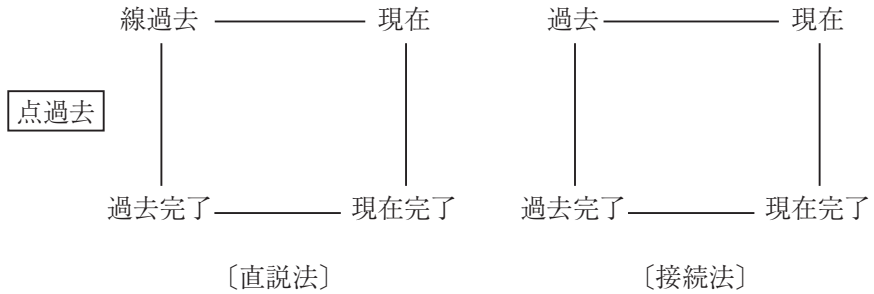 線過去 現在 過去 現在
点過去
過去完了 現在完了 過去完了 現在完了
〔直説法〕 〔接続法〕